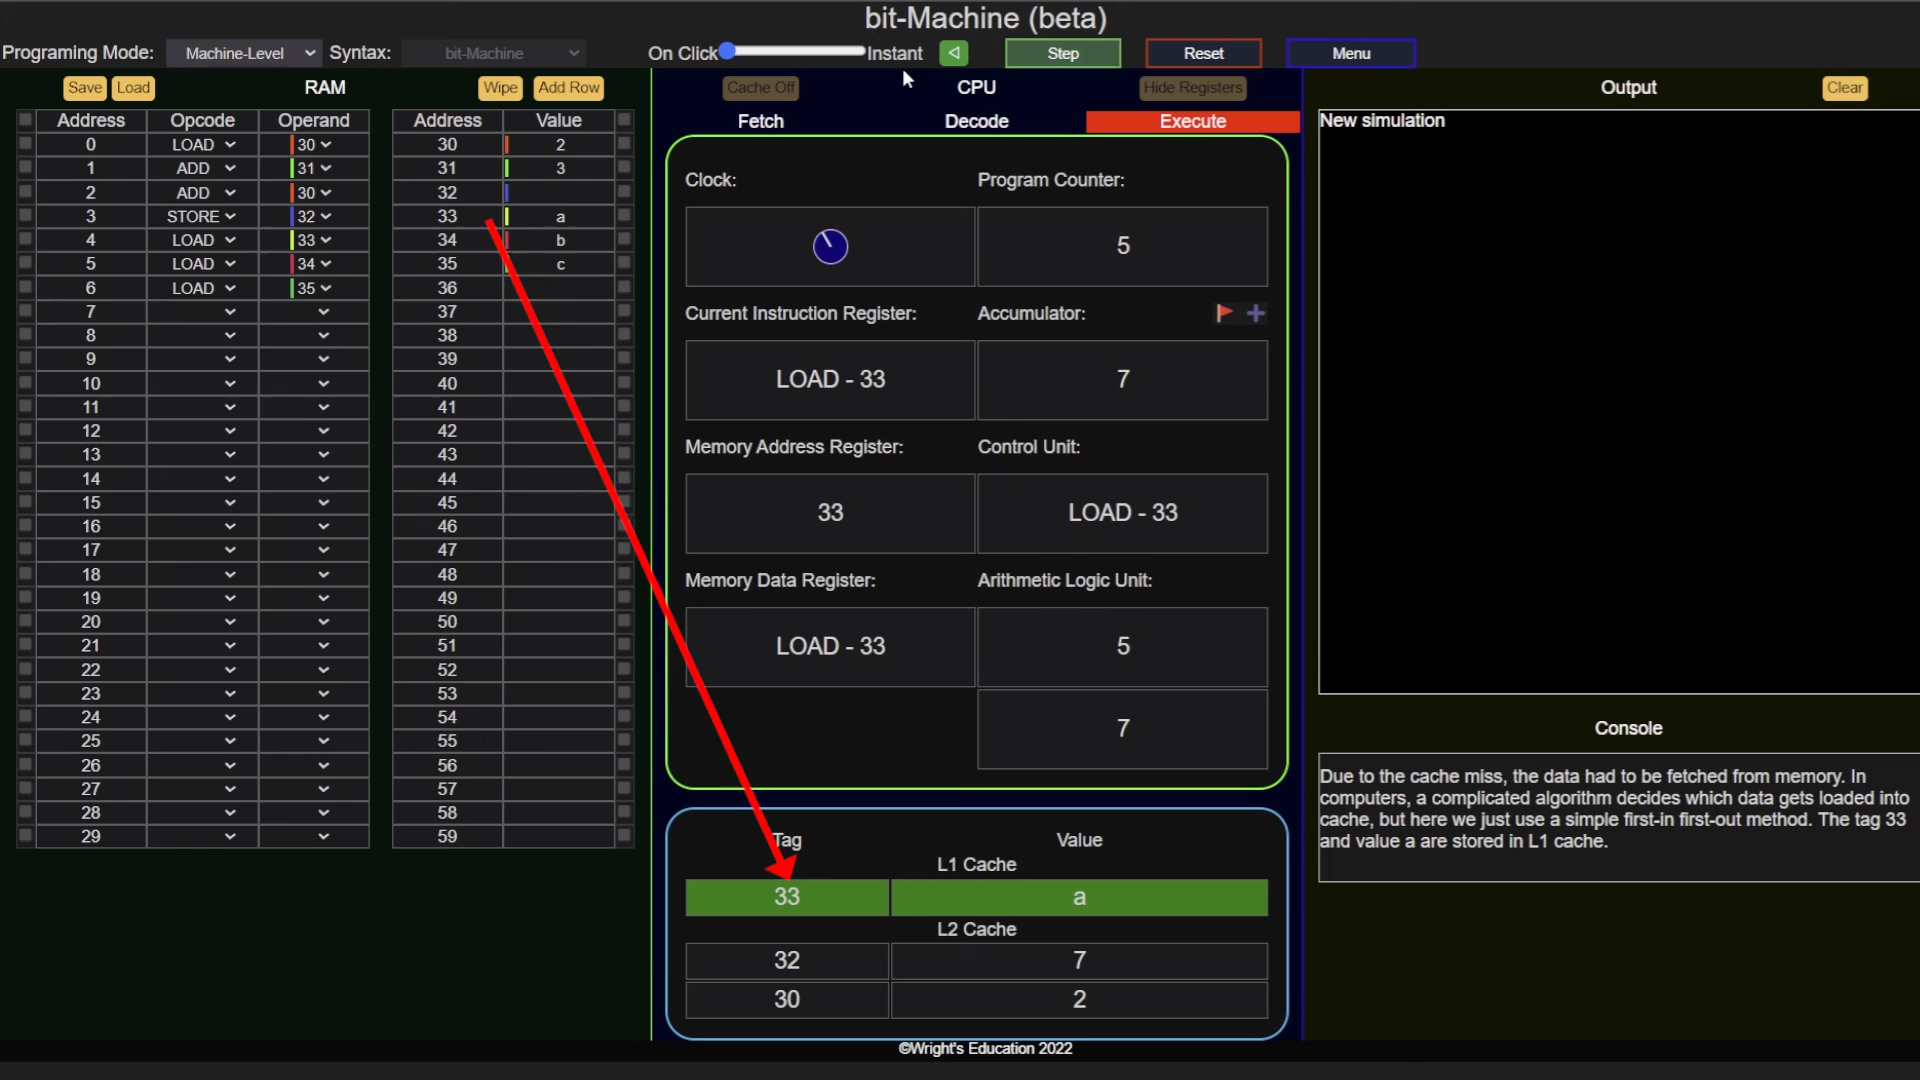 bit-Machine (beta)
Programing Mode: Machine-Level Syntax: bit-Machine On Click Instant Step Reset Menu
Save Load RAM Wipe Add Row Cache Off CPU Hide Registers Output Clear
Address Opcode Operand Address Value
0 LOAD 30 30 2
1 ADD 31 31 3
2 ADD 30 32
3 STORE 32 33 a
4 LOAD 33 34 b
5 LOAD 34 35 c
6 LOAD 35 36
7 37
8 38
9 39
10 40
11 41
12 42
13 43
14 44
15 45
16 46
17 47
18 48
19 49
20 50
21 51
22 52
23 53
24 54
25 55
26 56
27 57
28 58
29 59
Fetch Decode Execute
Clock: Program Counter:
5
Current Instruction Register: Accumulator:
LOAD - 33 7
Memory Address Register: Control Unit:
33 LOAD - 33
Memory Data Register: Arithmetic Logic Unit:
LOAD - 33 5
7
Tag Value
L1 Cache
33 a
L2 Cache
32 7
30 2
New simulation
Console
Due to the cache miss, the data had to be fetched from memory. In
computers, a complicated algorithm decides which data gets loaded into
cache, but here we just use a simple first-in first-out method. The tag 33
and value a are stored in L1 cache.
©Wright's Education 2022